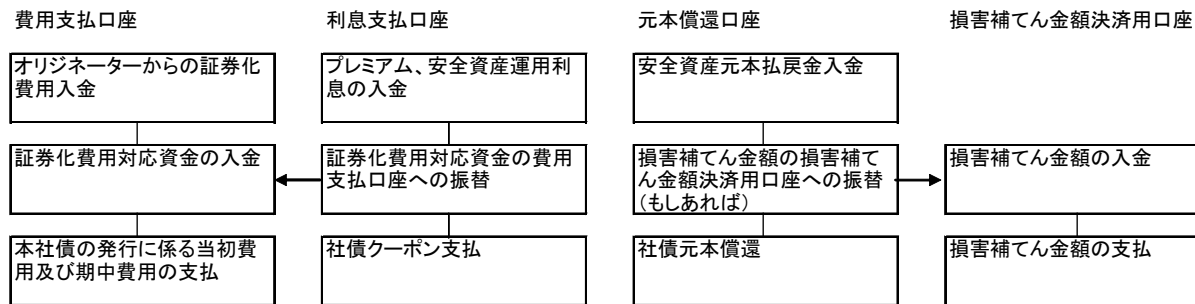 費用支払口座
利息支払口座
元本償還口座
損害補てん金額決済用口座
オリジネーターからの証券化
費用入金
プレミアム、安全資産運用利
息の入金
安全資産元本払戻金入金
証券化費用対応資金の入金
証券化費用対応資金の費用
支払口座への振替
損害補てん金額の損害補て
ん金額決済用口座への振替
(もしあれば)
損害補てん金額の入金
本社債の発行に係る当初費
用及び期中費用の支払
社債クーポン支払
社債元本償還
損害補てん金額の支払